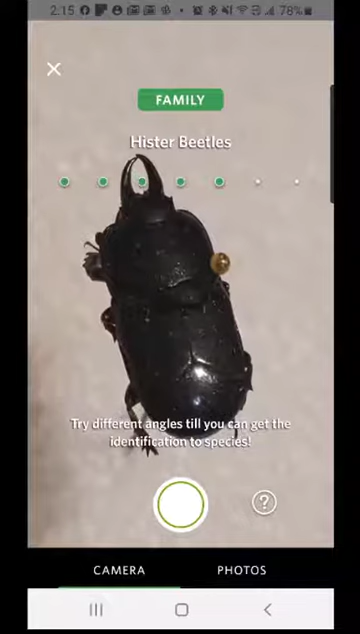 2:15 78%
FAMILY
Hister Beetles
Try different angles till you can get the
identification to species!
?
CAMERA PHOTOS